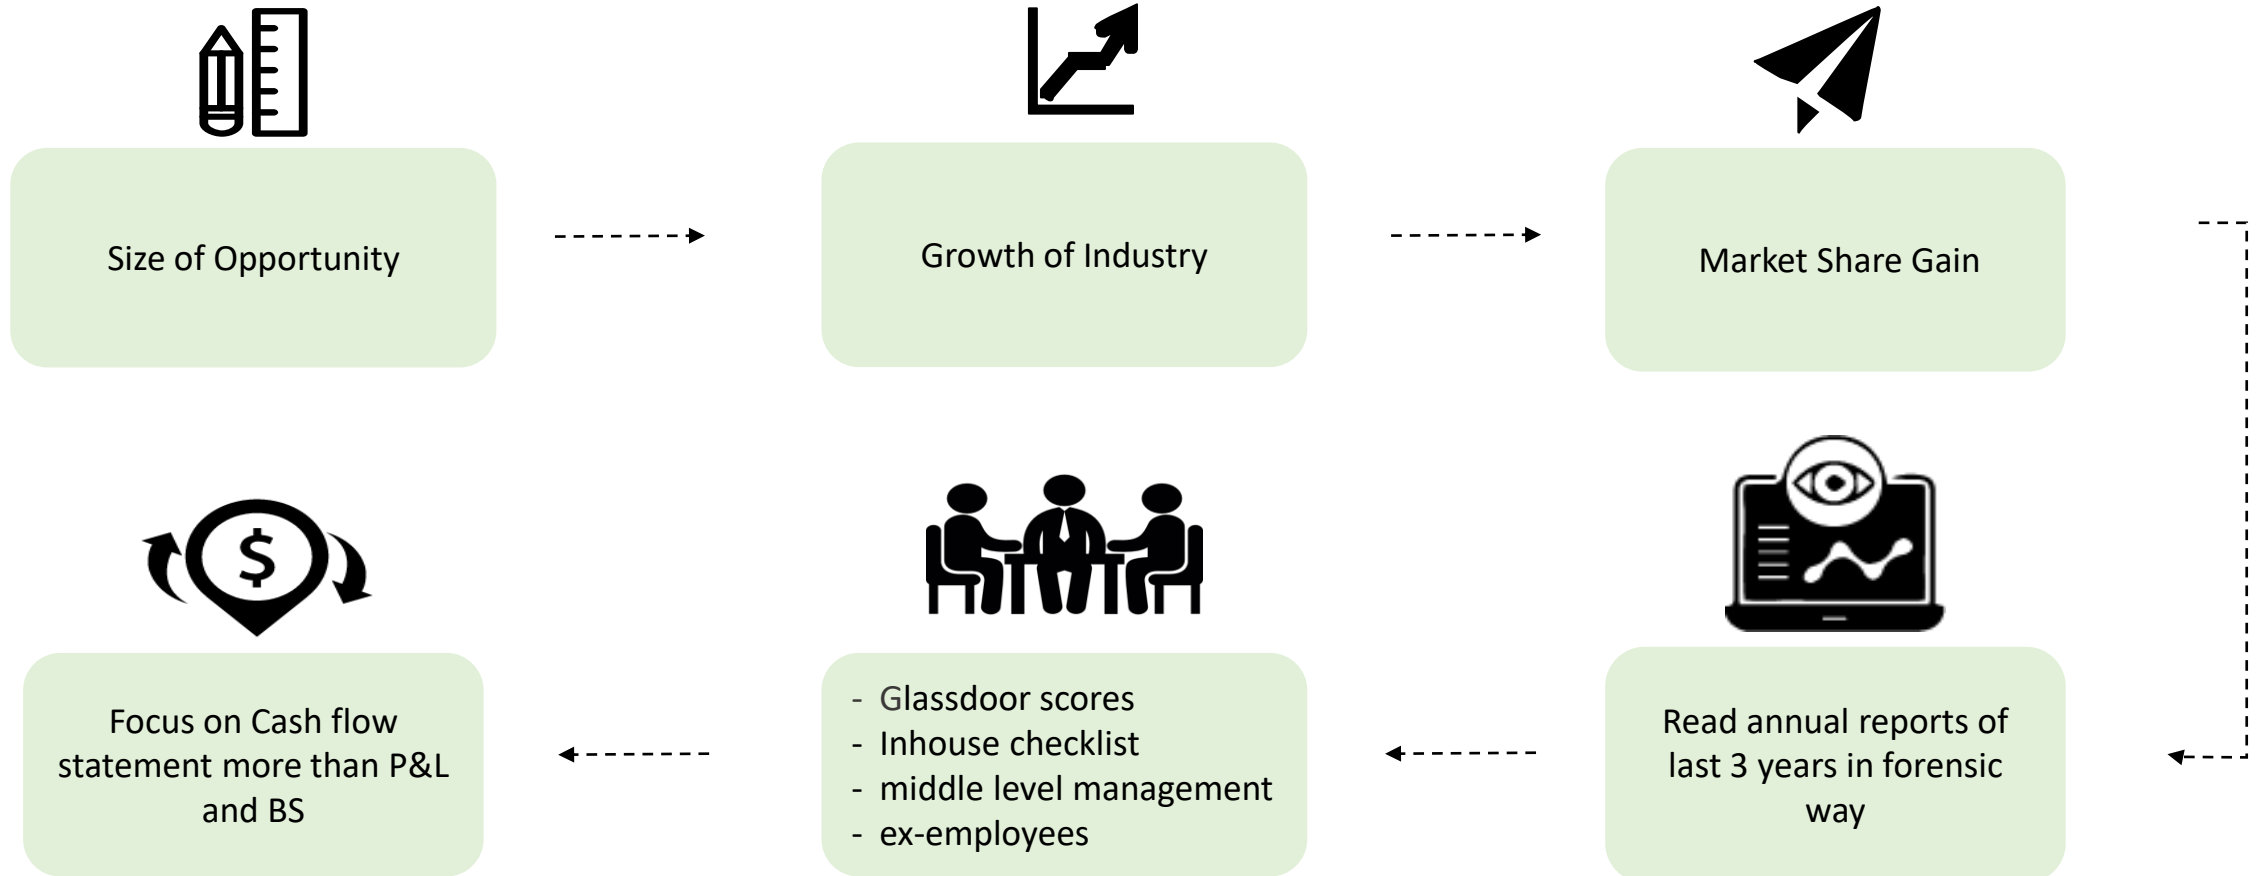 Size of Opportunity
Growth of Industry
Market Share Gain
Read annual reports of
last 3 years in forensic
way
- Glassdoor scores
- Inhouse checklist
- middle level management
- ex-employees
$
Focus on Cash flow
statement more than P&L
and BS